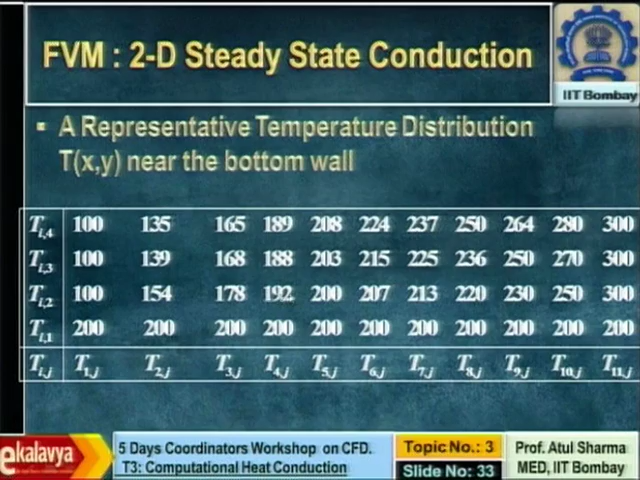 FVM : 2-D Steady State Conduction
IIT Bombay
▪ A Representative Temperature Distribution
T(x,y) near the bottom wall
Ti,4 100 135 165 189 208 224 237 250 264 280 300
Ti,3 100 139 168 188 203 215 225 236 250 270 300
Ti,2 100 154 178 192 200 207 213 220 230 250 300
Ti,1 200 200 200 200 200 200 200 200 200 200 200
Ti,j T1,j T2,j T3,j T4,j T5,j T6,j T7,j T8,j T9,j T10,j T11,j
ekalavya
5 Days Coordinators Workshop on CFD.
T3: Computational Heat Conduction
Topic No.: 3
Slide No: 33
Prof. Atul Sharma
MED, IIT Bombay